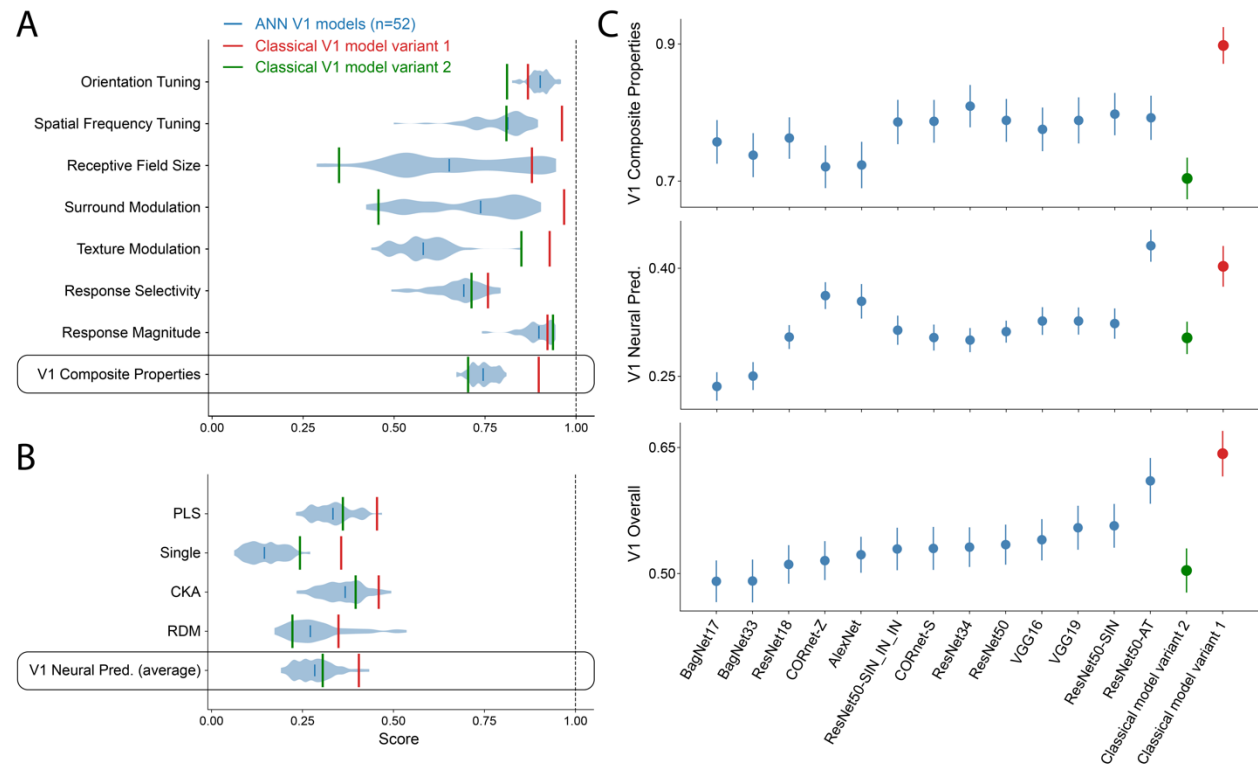 A
ANN V1 models (n=52)
Classical V1 model variant 1
Classical V1 model variant 2
Orientation Tuning
Spatial Frequency Tuning
Receptive Field Size
Surround Modulation
Texture Modulation
Response Selectivity
Response Magnitude
V1 Composite Properties
0.00
0.25
0.50
0.75
1.00
B
PLS
Single
CKA
RDM
V1 Neural Pred. (average)
0.00
0.25
0.50
0.75
1.00
Score
C
V1 Composite Properties
0.9
0.7
V1 Neural Pred.
0.40
0.25
V1 Overall
0.65
0.50
BagNet17
BagNet33
ResNet18
CORnet-Z
AlexNet
ResNet50-SIN_IN_IN
CORnet-S
ResNet34
ResNet50
VGG16
VGG19
ResNet50-SIN
ResNet50-AT
Classical model variant 2
Classical model variant 1